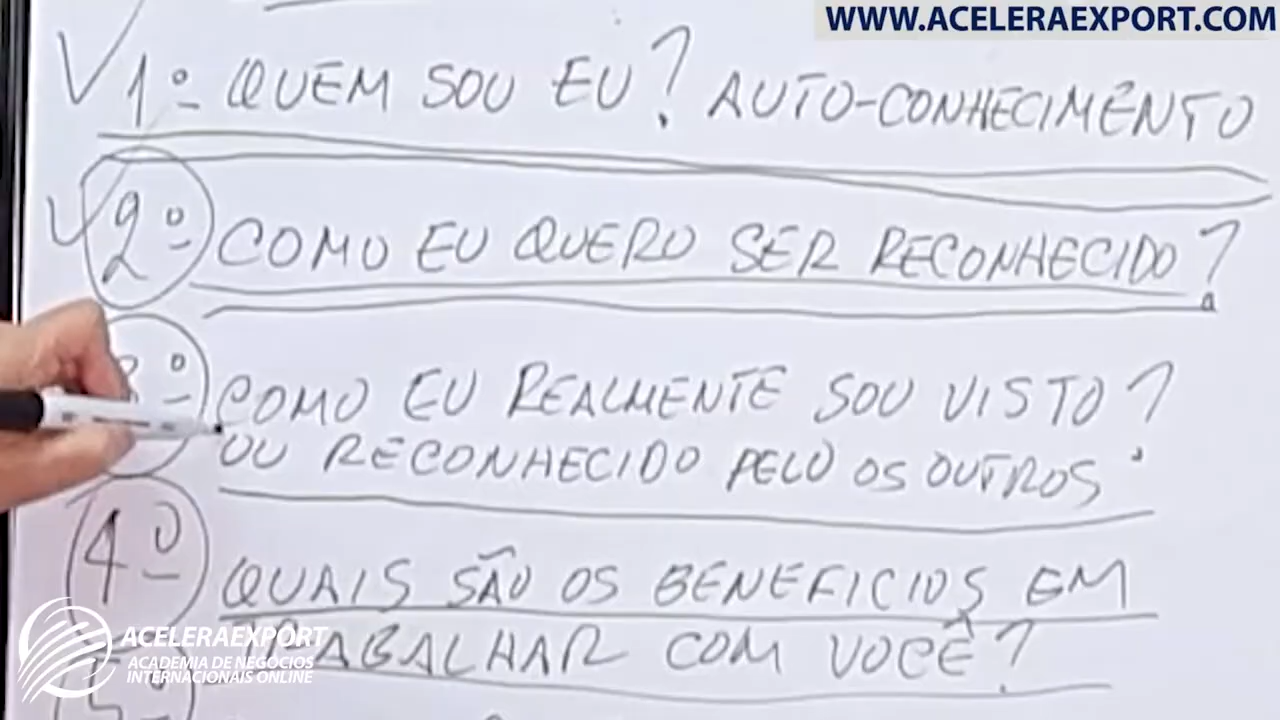 WWW.ACELERAEXPORT.COM
1º QUEM SOU EU? AUTO-CONHECIMENTO
2º COMO EU QUERO SER RECONHECIDO?
3º COMO EU REALMENTE SOU VISTO?
OU RECONHECIDO PELO OS OUTROS
4º QUAIS SÃO OS BENEFICIOS EM
TRABALHAR COM VOCÊ?
ACELERAEXPORT
ACADEMIA DE NEGÓCIOS
INTERNACIONAIS ONLINE